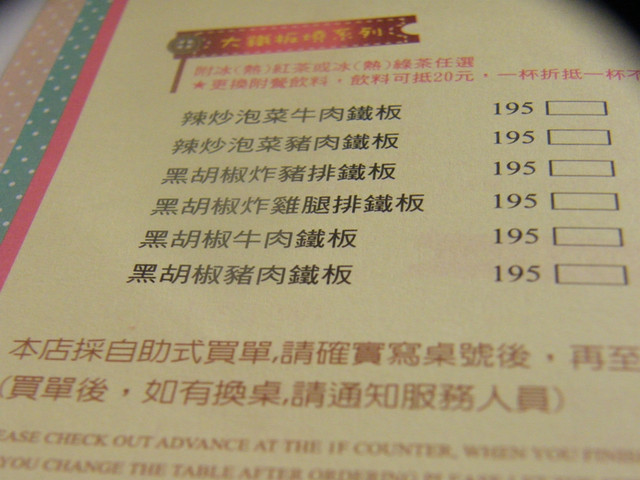 大鐵板燒系列
附冰(熱)紅茶或冰(熱)綠茶任選
★更換附餐飲料，飲料可抵20元，一杯折抵一杯不
辣炒泡菜牛肉鐵板 195
辣炒泡菜豬肉鐵板 195
黑胡椒炸豬排鐵板 195
黑胡椒炸雞腿排鐵板 195
黑胡椒牛肉鐵板 195
黑胡椒豬肉鐵板 195
本店採自助式買單,請確實寫桌號後，再至
(買單後，如有換桌,請通知服務人員)
EASE CHECK OUT ADVANCE AT THE 1F COUNTER, WHEN YOU FINISH
YOU CHANGE THE TABLE AFTER ORDERING PLEASE